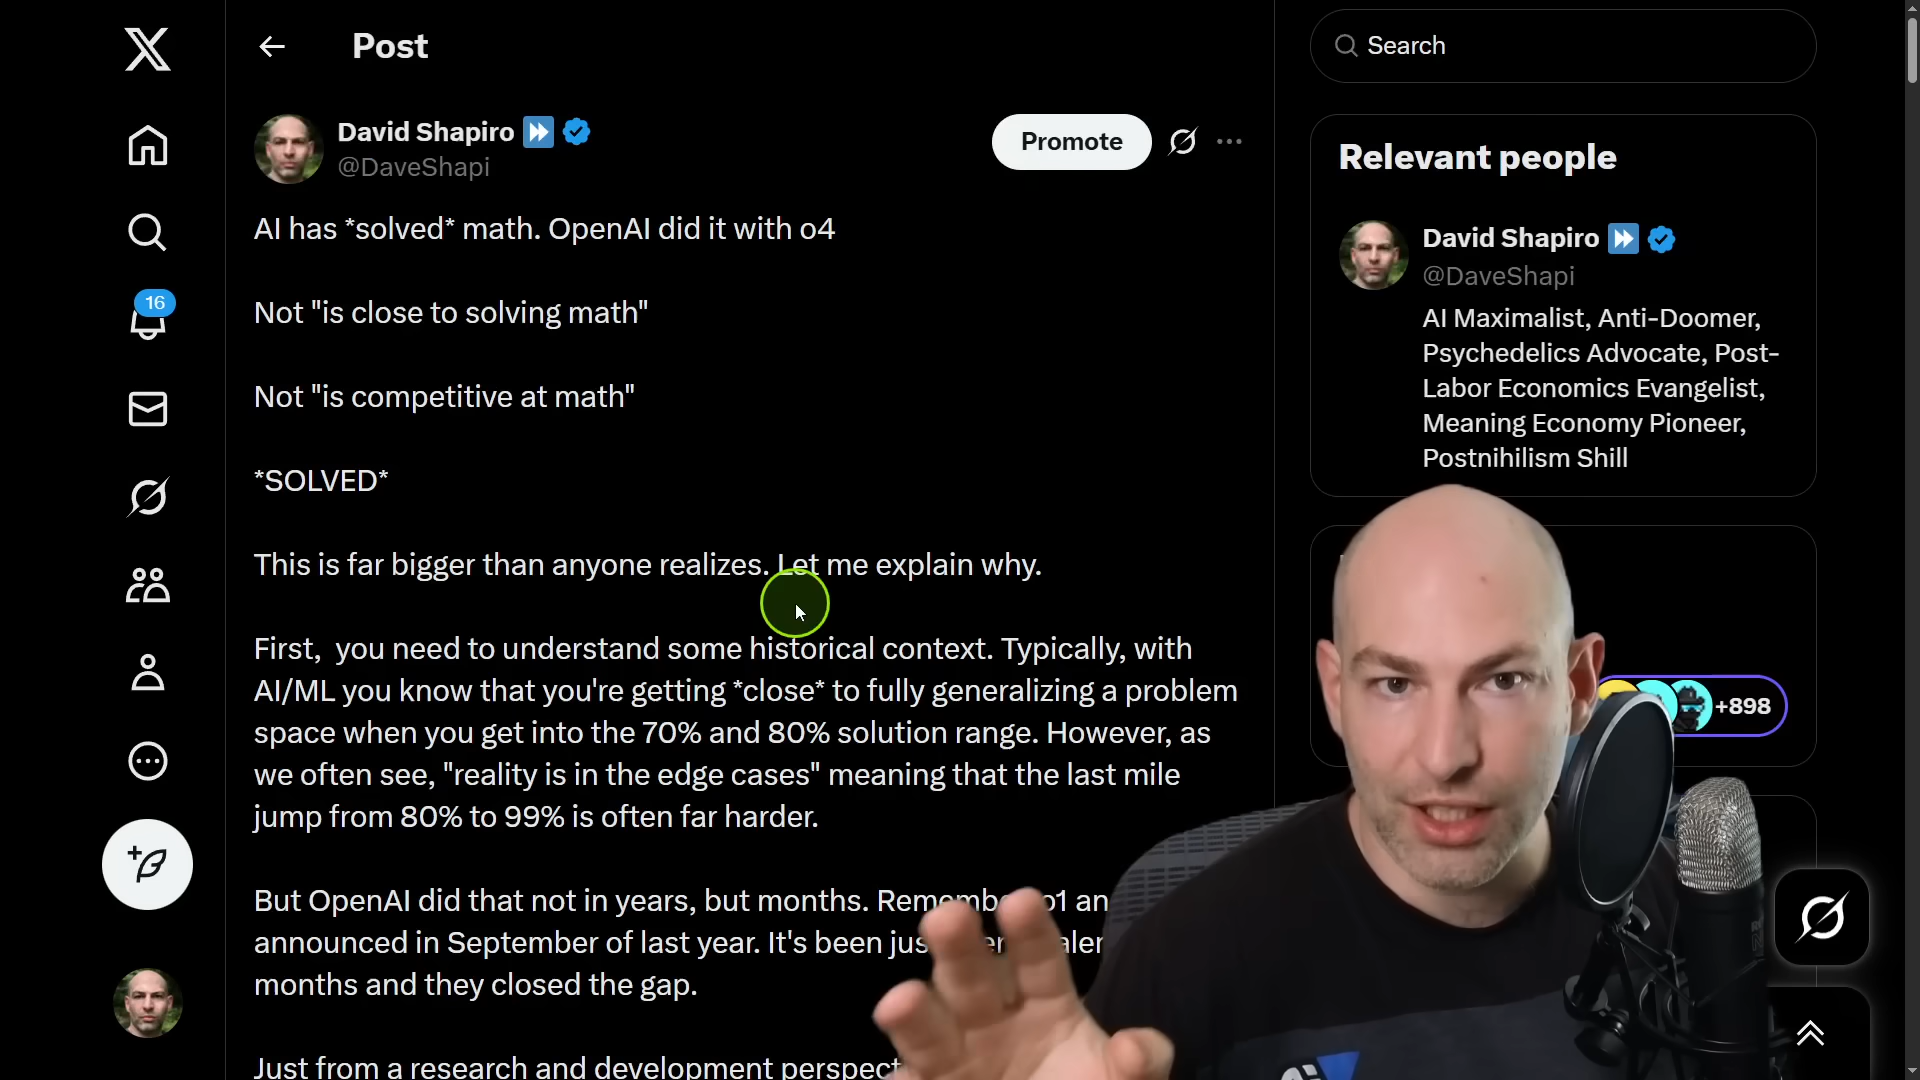 Post
Search
David Shapiro
@DaveShapi
Promote
Relevant people
AI has *solved* math. OpenAI did it with o4
David Shapiro
@DaveShapi
AI Maximalist, Anti-Doomer,
Psychedelics Advocate, Post-
Labor Economics Evangelist,
Meaning Economy Pioneer,
Postnihilism Shill
16
Not "is close to solving math"
Not "is competitive at math"
*SOLVED*
This is far bigger than anyone realizes. Let me explain why.
First, you need to understand some historical context. Typically, with
AI/ML you know that you're getting *close* to fully generalizing a problem
space when you get into the 70% and 80% solution range. However, as
we often see, "reality is in the edge cases" meaning that the last mile
jump from 80% to 99% is often far harder.
+898
But OpenAI did that not in years, but months. o1
announced in September of last year. It's been
months and they closed the gap.
Just from a research and development